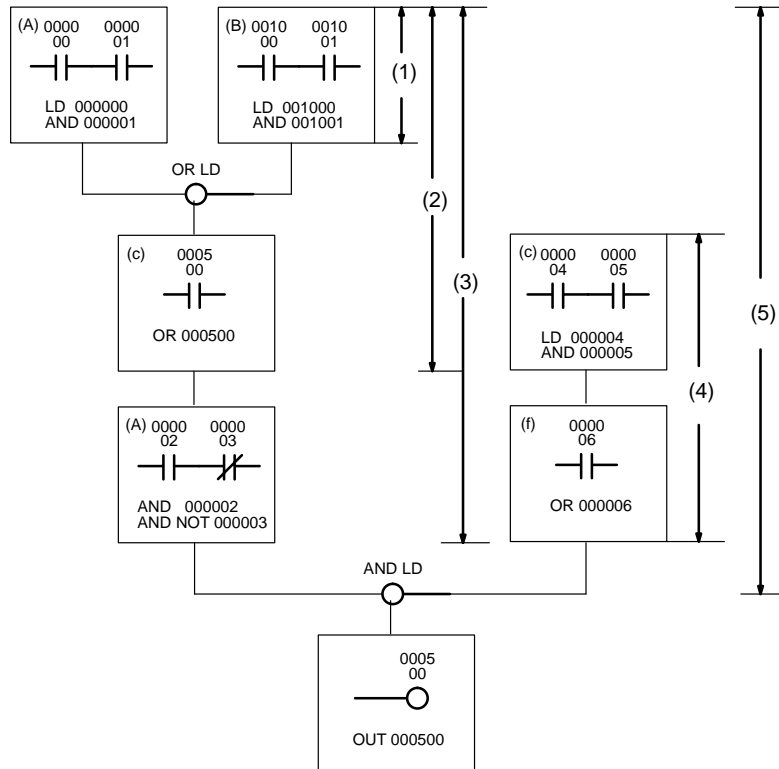 (A) 0000 0000
00 01
LD 000000
AND 000001
(B) 0010 0010
00 01
LD 001000
AND 001001
(1)
OR LD
(2)
(3)
(c) 0005
00
OR 000500
(A) 0000 0000
02 03
AND 000002
AND NOT 000003
(c) 0000 0000
04 05
LD 000004
AND 000005
(4)
(5)
(f) 0000
06
OR 000006
AND LD
0005
00
OUT 000500